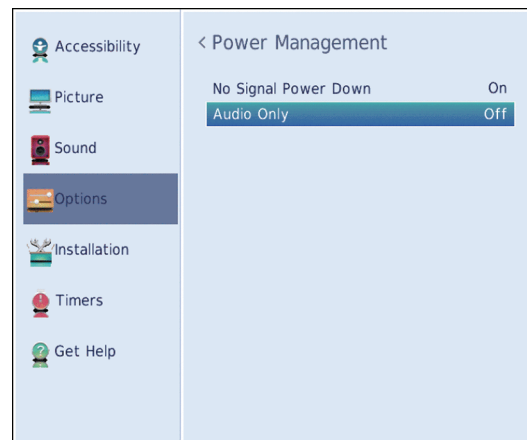 Accessibility
Picture
Sound
Options
Installation
Timers
Get Help
< Power Management
No Signal Power Down On
Audio Only Off